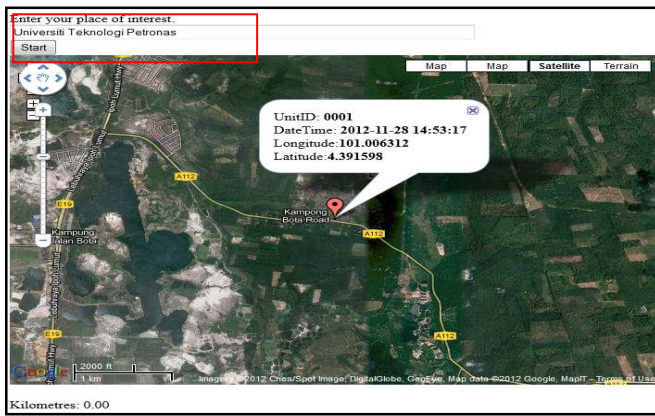 Enter your place of interest.
Universiti Teknologi Petronas
Start
Map Map Satellite Terrain
UnitID: 0001
DateTime: 2012-11-28 14:53:17
Longitude:101.006312
Latitude:4.391598
A112
E19
Kampong
Bota Road
A112
Kampung
Jalan Bota
E19
A112
2000 ft
1 km
Google
Imagery ©2012 Cnes/Spot Image, DigitalGlobe, GeoEye, Map data ©2012 Google, MapIT - Terms of Use
Kilometres: 0.00